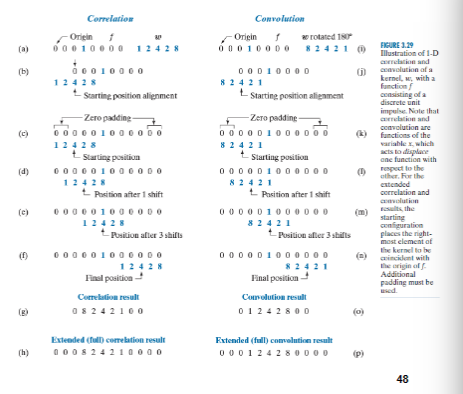 Correlation Convolution
Origin f w Origin f w rotated 180°
(a) 0 0 0 1 0 0 0 0 1 2 4 2 8 0 0 0 1 0 0 0 0 8 2 4 2 1 (i)
(b) 0 0 0 1 0 0 0 0 0 0 0 1 0 0 0 0 (j)
1 2 4 2 8 8 2 4 2 1
Starting position alignment Starting position alignment
Zero padding Zero padding
(c) 0 0 0 0 0 1 0 0 0 0 0 0 0 0 0 0 0 1 0 0 0 0 0 0 (k)
1 2 4 2 8 8 2 4 2 1
Starting position Starting position
(d) 0 0 0 0 0 1 0 0 0 0 0 0 0 0 0 0 0 1 0 0 0 0 0 0 (l)
1 2 4 2 8 8 2 4 2 1
Position after 1 shift Position after 1 shift
(e) 0 0 0 0 0 1 0 0 0 0 0 0 0 0 0 0 0 1 0 0 0 0 0 0 (m)
1 2 4 2 8 8 2 4 2 1
Position after 3 shifts Position after 3 shifts
(f) 0 0 0 0 0 1 0 0 0 0 0 0 0 0 0 0 0 1 0 0 0 0 0 0 (n)
1 2 4 2 8 8 2 4 2 1
Final position Final position
Correlation result Convolution result
(g) 0 8 2 4 2 1 0 0 0 1 2 4 2 8 0 0 (o)
Extended (full) correlation result Extended (full) convolution result
(h) 0 0 0 8 2 4 2 1 0 0 0 0 0 0 0 1 2 4 2 8 0 0 0 0 (p)
FIGURE 3.29
Illustration of 1-D
correlation and
convolution of a
kernel, w, with a
function f
consisting of a
discrete unit
impulse. Note that
correlation and
convolution are
functions of the
variable x, which
acts to displace
one function with
respect to the
other. For the
extended
correlation and
convolution
results, the
starting
configuration
places the right-
most element of
the kernel to be
coincident with
the origin of f.
Additional
padding must be
used.
48